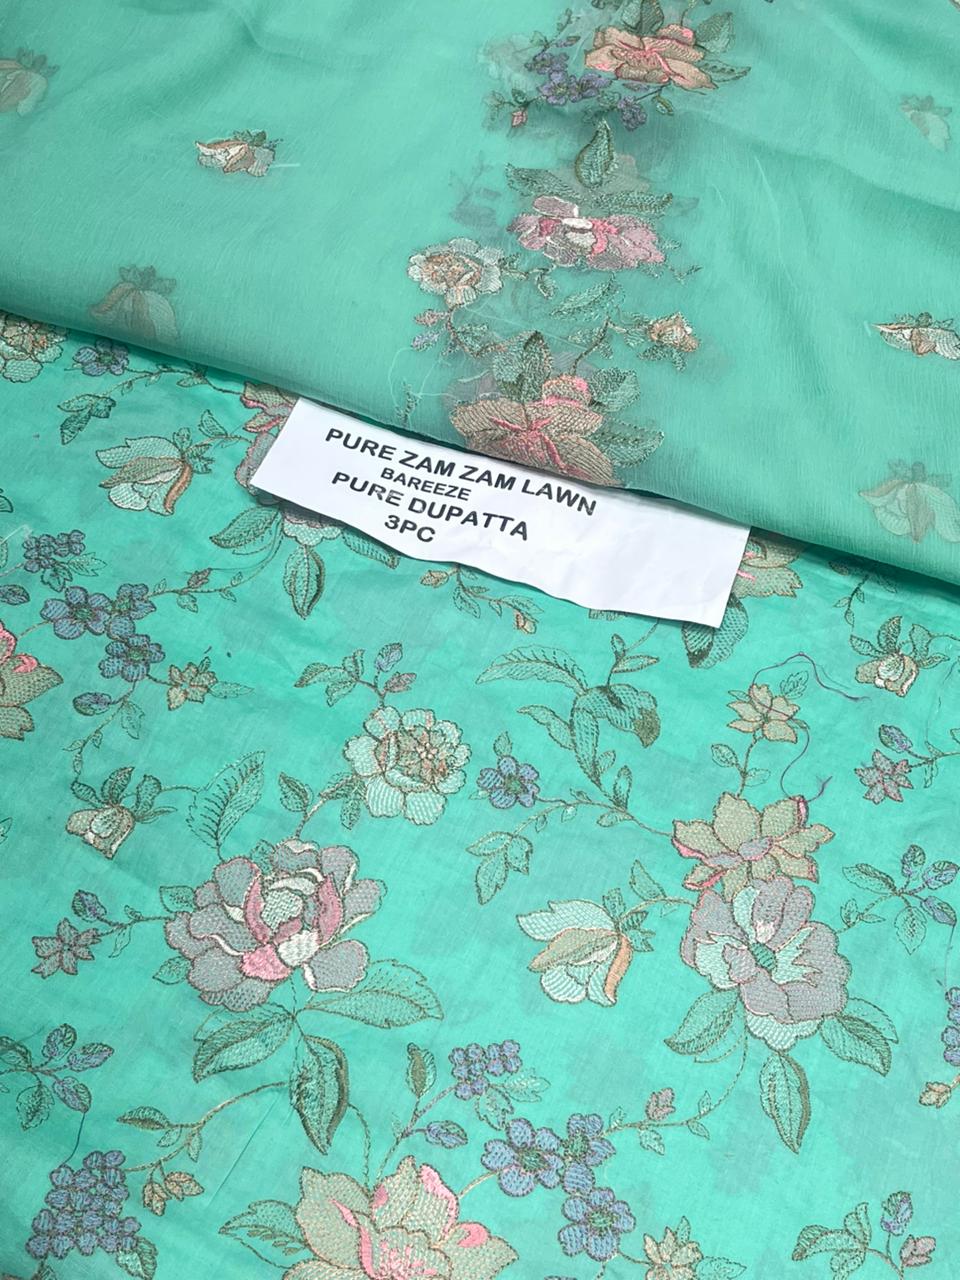 PURE ZAM ZAM LAWN
BAREEZE
PURE DUPATTA
3PC